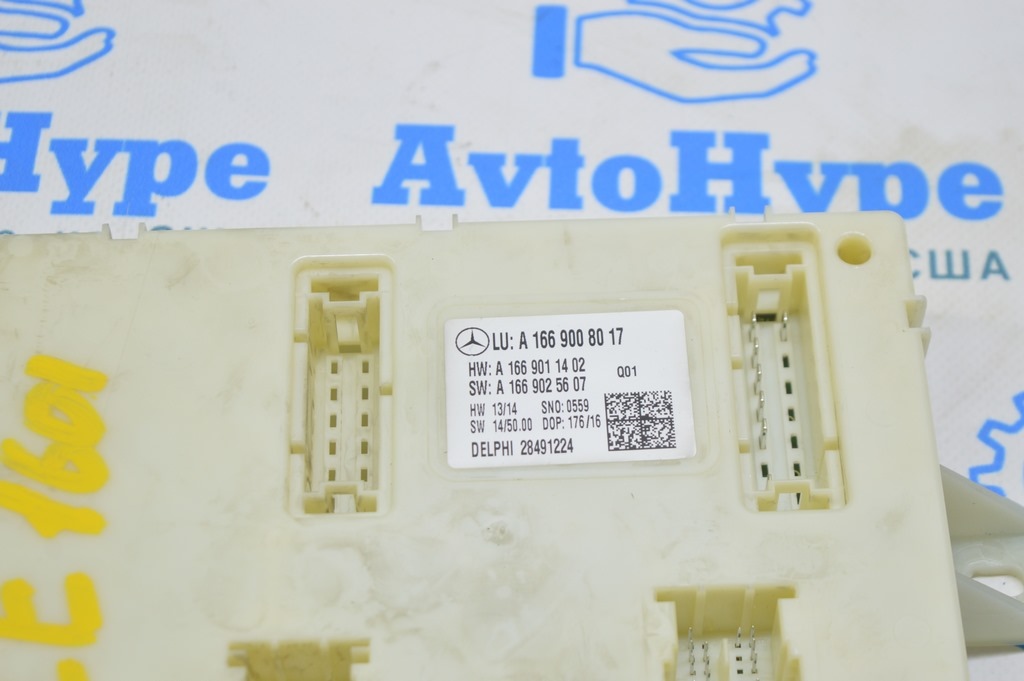 Hype
AvtoHype
США
LU: A 166 900 80 17
HW: A 166 901 14 02
Q01
SW: A 166 902 56 07
HW 13/14 SNO: 0559
SW 14/50.00 DOP: 176/16
DELPHI 28491224
E 1601